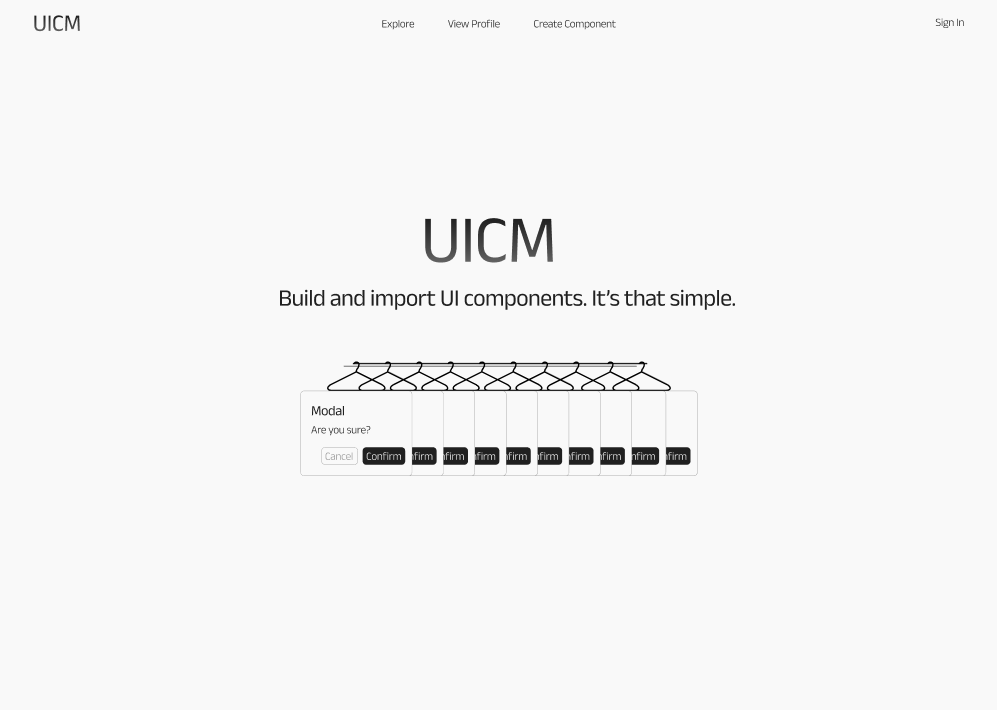 UICM
Explore View Profile Create Component
Sign In
UICM
Build and import UI components. It’s that simple.
Modal
Are you sure?
Cancel Confirm nfirm nfirm nfirm nfirm nfirm nfirm nfirm nfirm nfirm